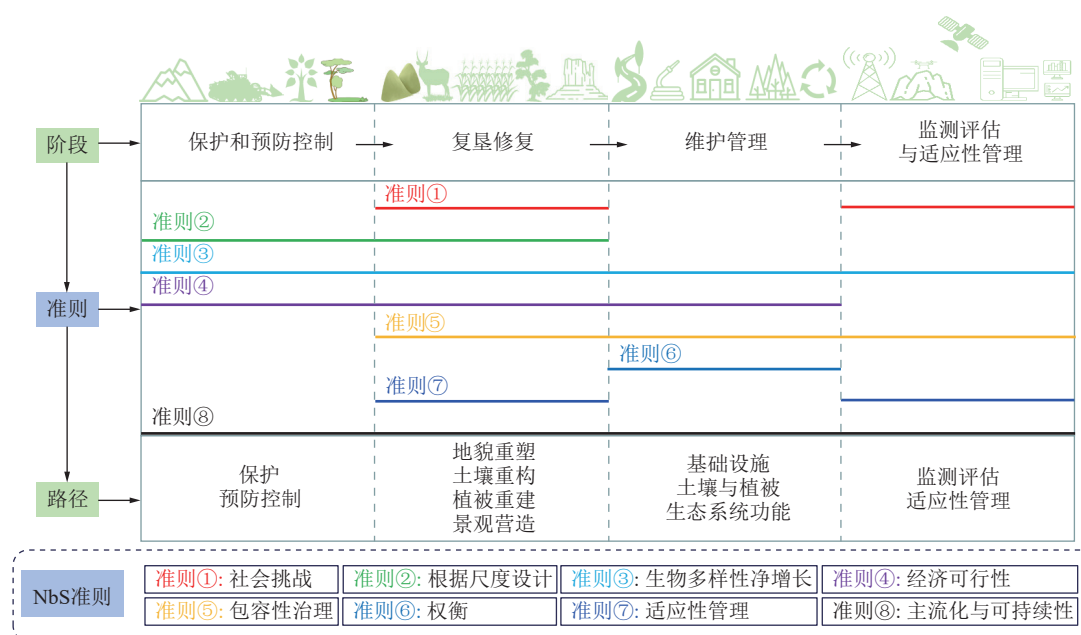 阶段
保护和预防控制
复垦修复
维护管理
监测评估
与适应性管理
准则①
准则②
准则③
准则④
准则
准则⑤
准则⑥
准则⑦
准则⑧
路径
保护
预防控制
地貌重塑
土壤重构
植被重建
景观营造
基础设施
土壤与植被
生态系统功能
监测评估
适应性管理
NbS准则
准则①: 社会挑战
准则②: 根据尺度设计
准则③: 生物多样性净增长
准则④: 经济可行性
准则⑤: 包容性治理
准则⑥: 权衡
准则⑦: 适应性管理
准则⑧: 主流化与可持续性